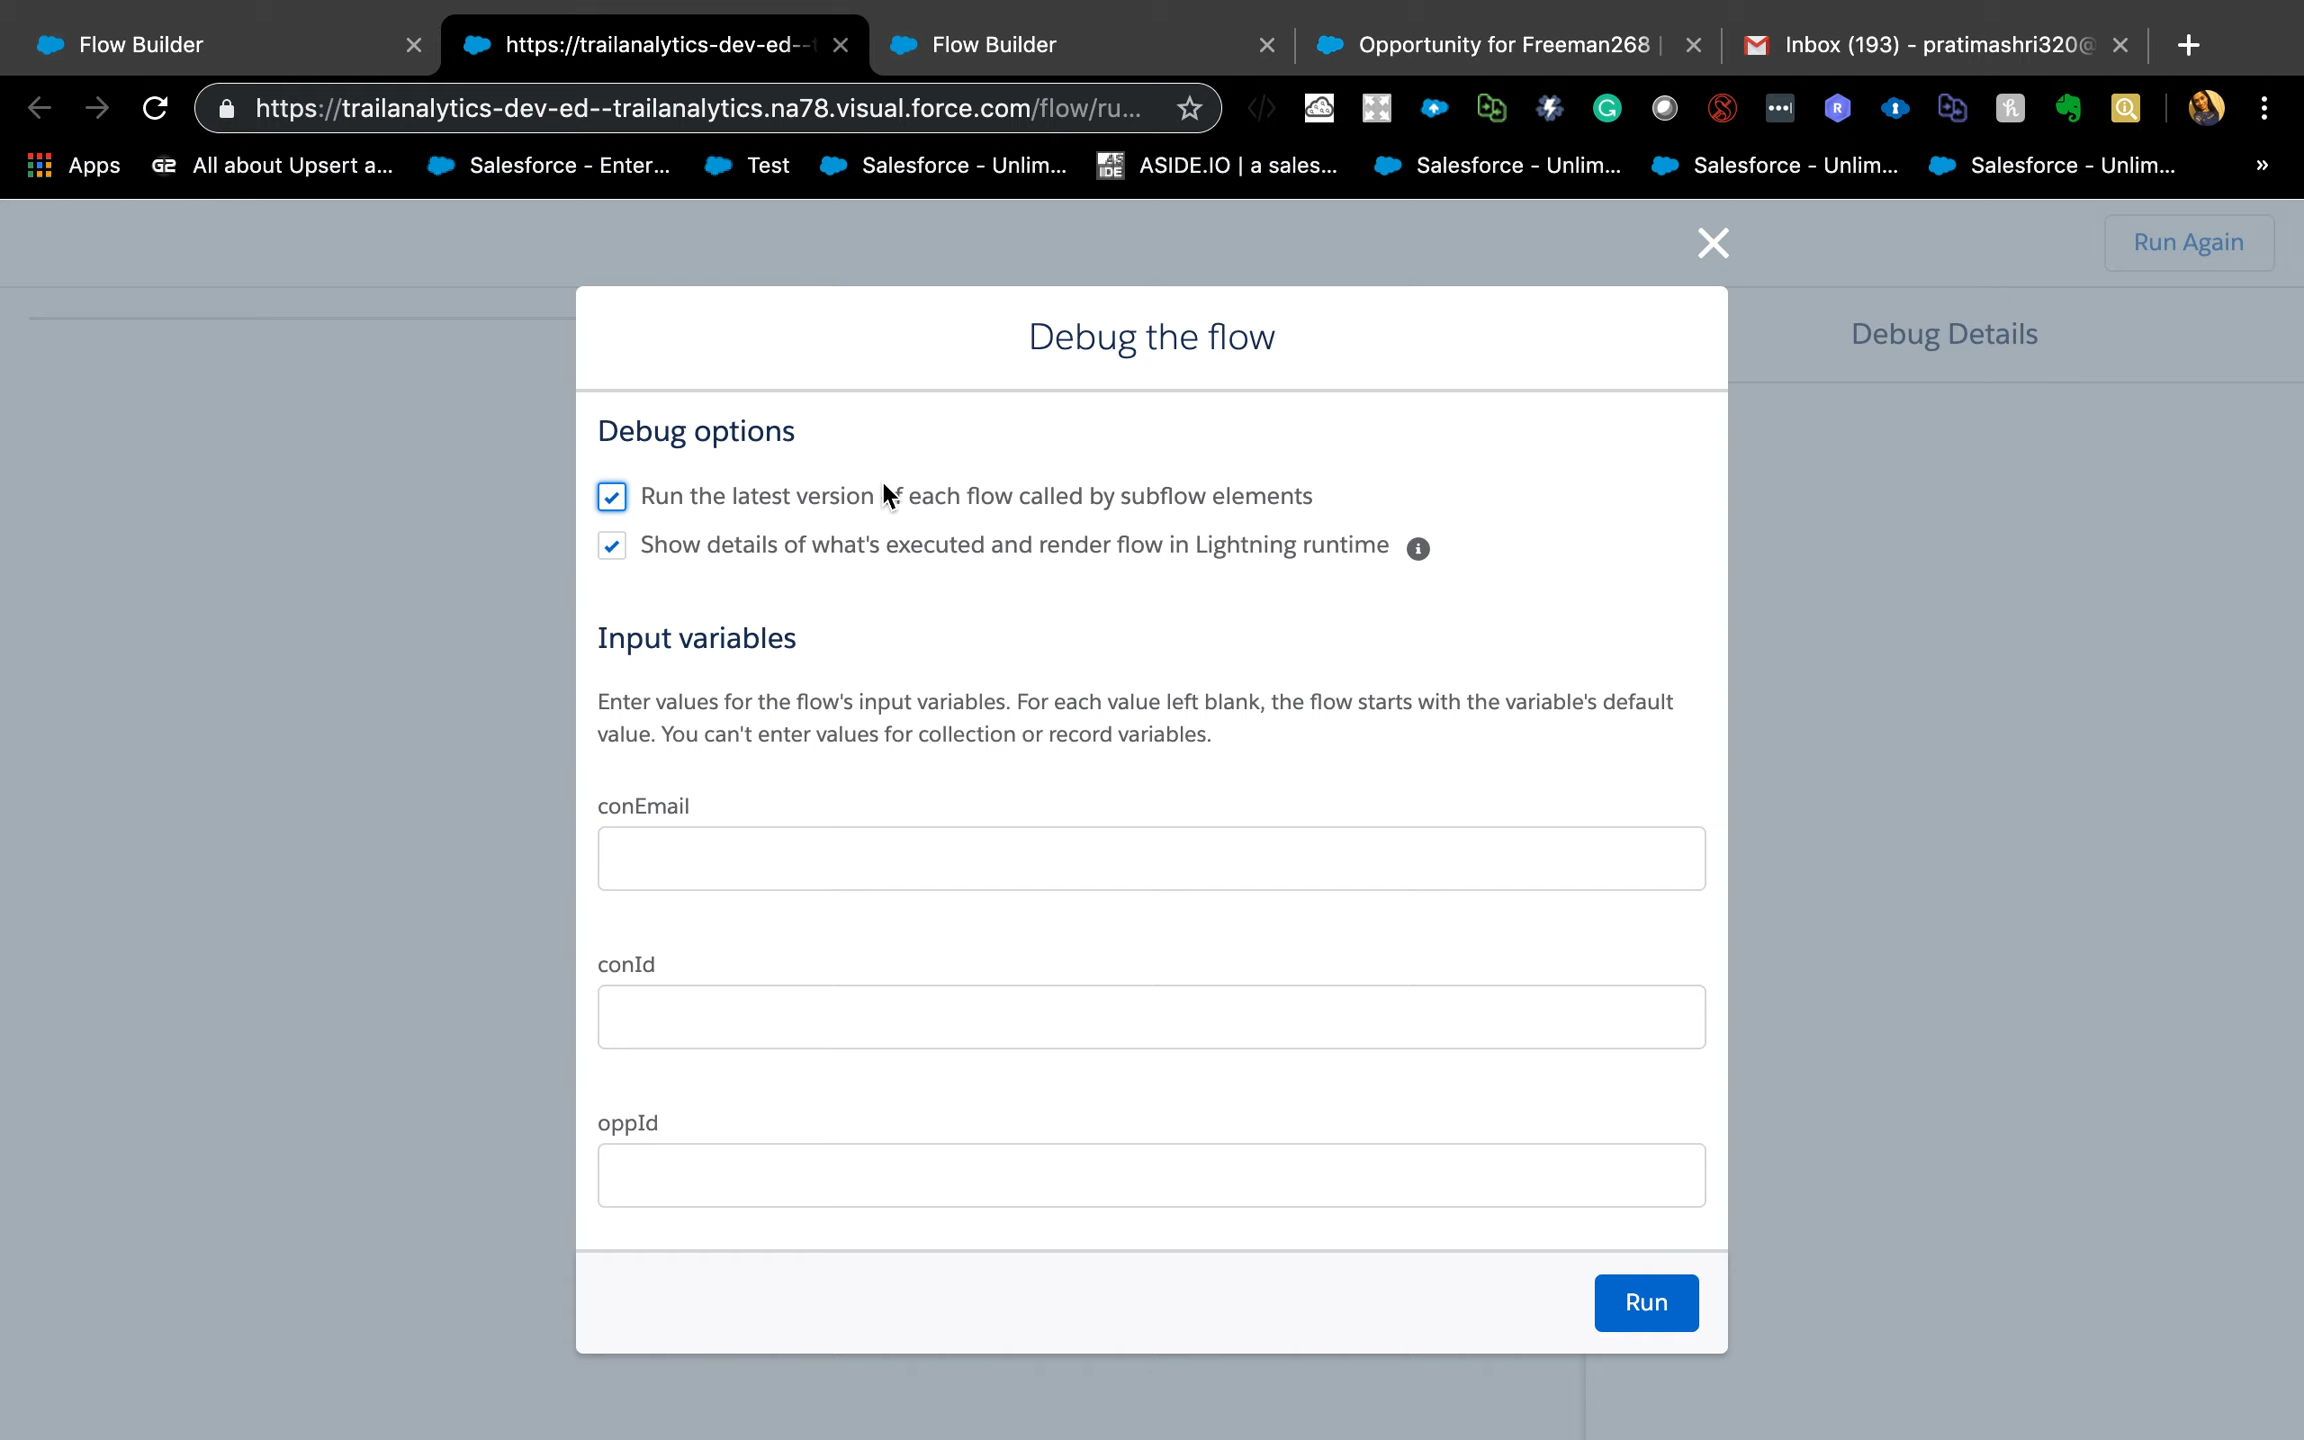 Flow Builder
https://trailanalytics-dev-ed--
Flow Builder
Opportunity for Freeman268
Inbox (193) - pratimashri320@
https://trailanalytics-dev-ed--trailanalytics.na78.visual.force.com/flow/ru...
Apps
All about Upsert a...
Salesforce - Enter...
Test
Salesforce - Unlim...
ASIDE.IO | a sales...
Salesforce - Unlim...
Salesforce - Unlim...
Salesforce - Unlim...
»
Run Again
Debug the flow
Debug Details
Debug options
Run the latest version of each flow called by subflow elements
Show details of what's executed and render flow in Lightning runtime
Input variables
Enter values for the flow's input variables. For each value left blank, the flow starts with the variable's default
value. You can't enter values for collection or record variables.
conEmail
conId
oppId
Run